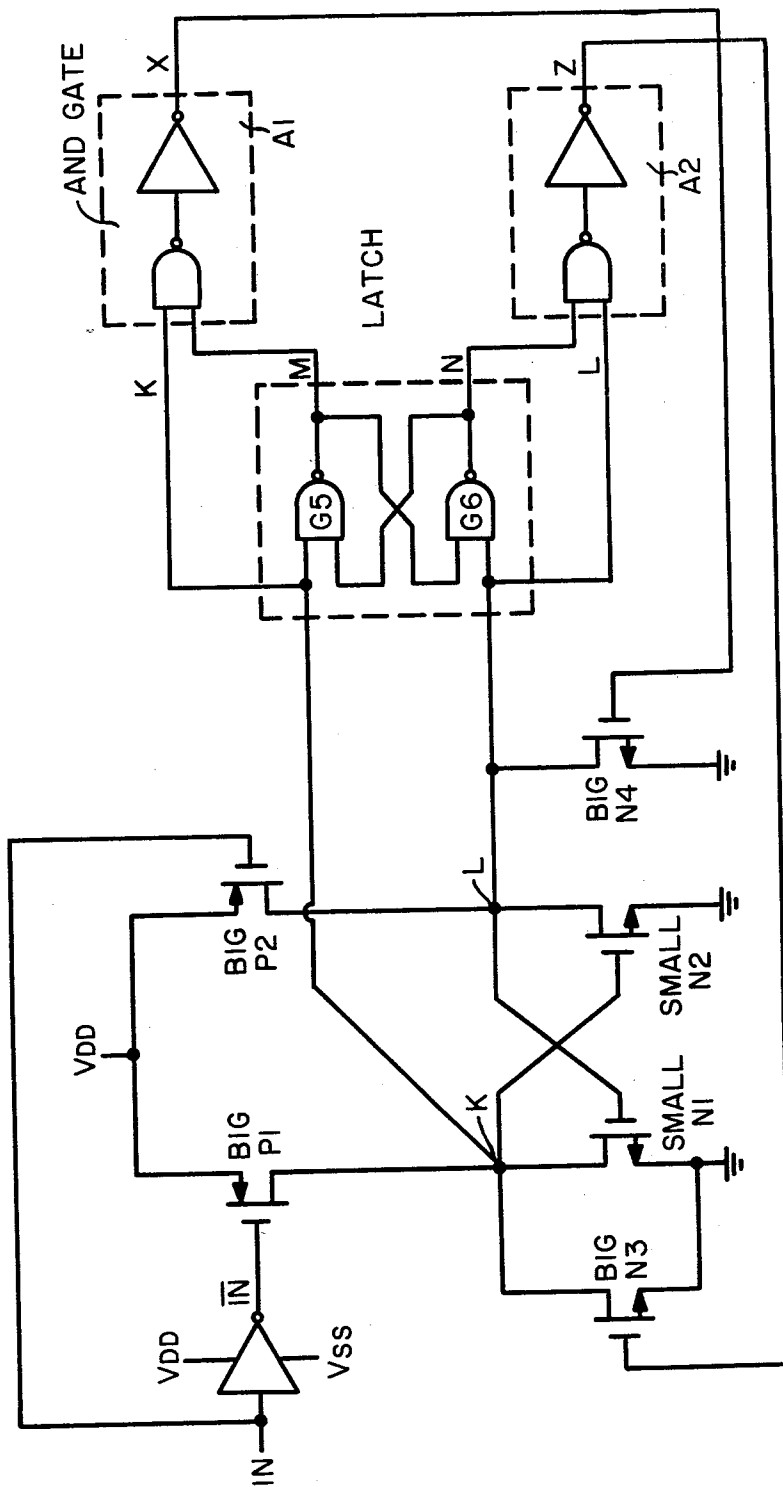 AND GATE
X
A1
K
LATCH
M
G5
N
G6
L
Z
A2
VDD
BIG
P1
BIG
P2
VDD
IN
I̅N̅
VSS
K
L
BIG
N3
SMALL
N1
SMALL
N2
BIG
N4